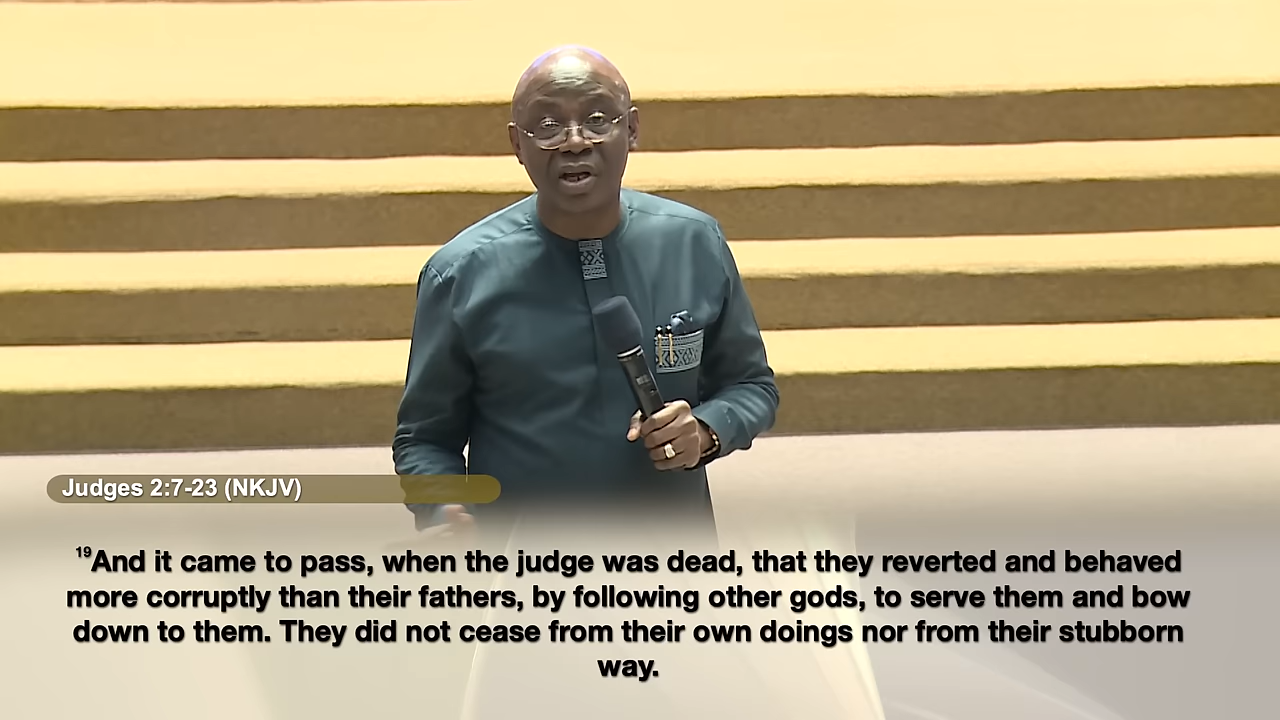 Judges 2:7-23 (NKJV)
19And it came to pass, when the judge was dead, that they reverted and behaved
more corruptly than their fathers, by following other gods, to serve them and bow
down to them. They did not cease from their own doings nor from their stubborn
way.